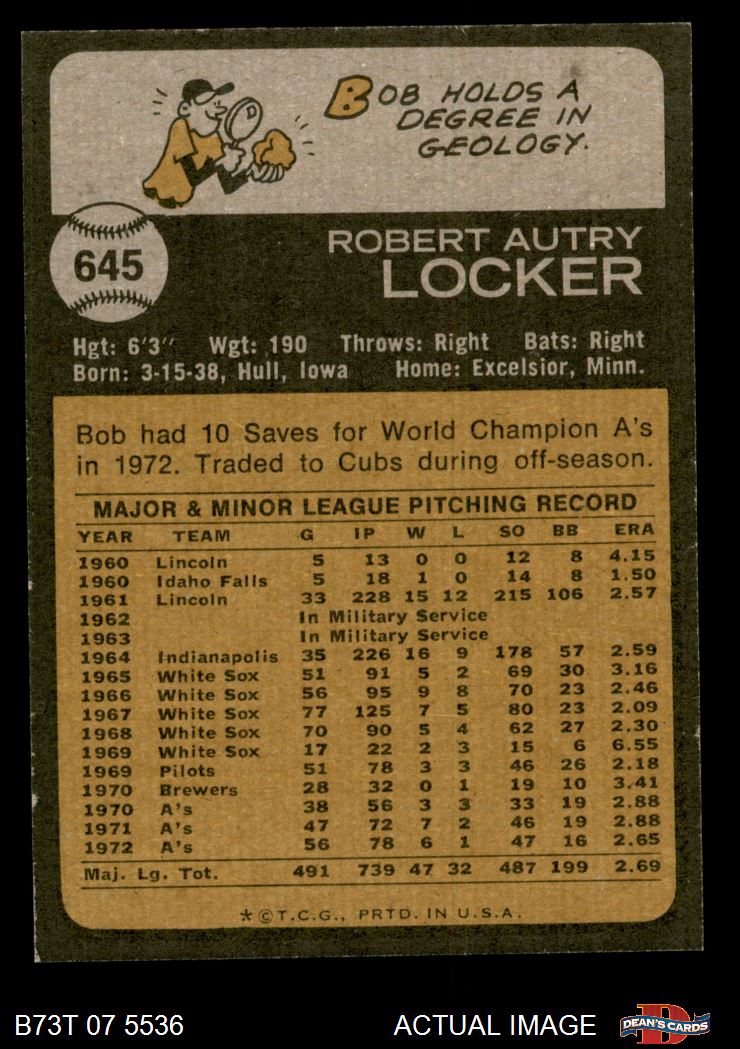 BOB HOLDS A
DEGREE IN
GEOLOGY.
645
ROBERT AUTRY
LOCKER
Hgt: 6'3" Wgt: 190 Throws: Right Bats: Right
Born: 3-15-38, Hull, Iowa Home: Excelsior, Minn.
Bob had 10 Saves for World Champion A's
in 1972. Traded to Cubs during off-season.
MAJOR & MINOR LEAGUE PITCHING RECORD
YEAR TEAM G IP W L SO BB ERA
1960 Lincoln 5 13 0 0 12 8 4.15
1960 Idaho Falls 5 18 1 0 14 8 1.50
1961 Lincoln 33 228 15 12 215 106 2.57
1962 In Military Service
1963 In Military Service
1964 Indianapolis 35 226 16 9 178 57 2.59
1965 White Sox 51 91 5 2 69 30 3.16
1966 White Sox 56 95 9 8 70 23 2.46
1967 White Sox 77 125 7 5 80 23 2.09
1968 White Sox 70 90 5 4 62 27 2.30
1969 White Sox 17 22 2 3 15 6 6.55
1969 Pilots 51 78 3 3 46 26 2.18
1970 Brewers 28 32 0 1 19 10 3.41
1970 A's 38 56 3 3 33 19 2.88
1971 A's 47 72 7 2 46 19 2.88
1972 A's 56 78 6 1 47 16 2.65
Maj. Lg. Tot. 491 739 47 32 487 199 2.69
*©T.C.G., PRTD. IN U.S.A.
B73T 07 5536 ACTUAL IMAGE D DEAN'S CARDS